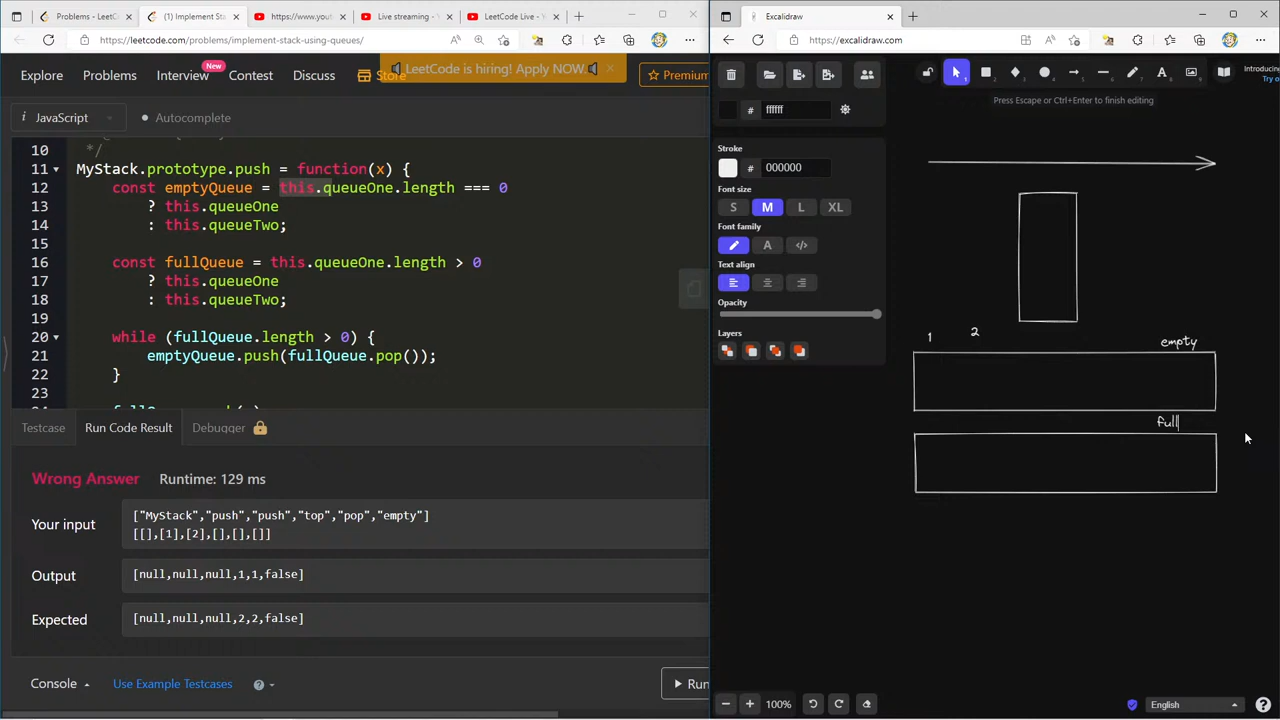 Problems - LeetCode
(1) Implement Stack
https://www.yout
Live streaming -
LeetCode Live -
Excalidraw
https://leetcode.com/problems/implement-stack-using-queues/
https://excalidraw.com
Explore
Problems
Interview
New
Contest
Discuss
Store
LeetCode is hiring! Apply NOW.
Premium
JavaScript
Autocomplete
10 */
11 MyStack.prototype.push = function(x) {
12 const emptyQueue = this.queueOne.length === 0
13 ? this.queueOne
14 : this.queueTwo;
15
16 const fullQueue = this.queueOne.length > 0
17 ? this.queueOne
18 : this.queueTwo;
19
20 while (fullQueue.length > 0) {
21 emptyQueue.push(fullQueue.pop());
22 }
23
Testcase
Run Code Result
Debugger
Wrong Answer
Runtime: 129 ms
Your input
["MyStack","push","push","top","pop","empty"]
[[],[1],[2],[],[],[]]
Output
[null,null,null,1,1,false]
Expected
[null,null,null,2,2,false]
Console
Use Example Testcases
?
Run
Introducing
Try o
Press Escape or Ctrl+Enter to finish editing
# ffffff
Stroke
# 000000
Font size
S M L XL
Font family
A </>
Text align
Opacity
Layers
1 2
empty
full
100%
English
?